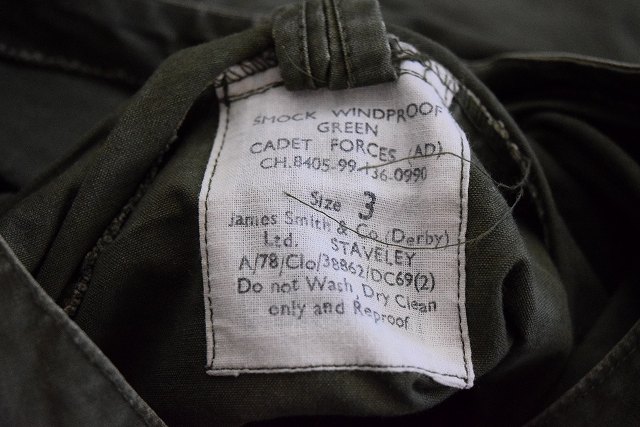 SMOCK WINDPROOF
GREEN
CADET FORCES (AD)
CH.8405-99-136-0990
Size 3
James Smith & Co (Derby)
Ltd. STAVELEY
A/78/Clo/38862/DC69(2)
Do not Wash, Dry Clean
only and Reproof